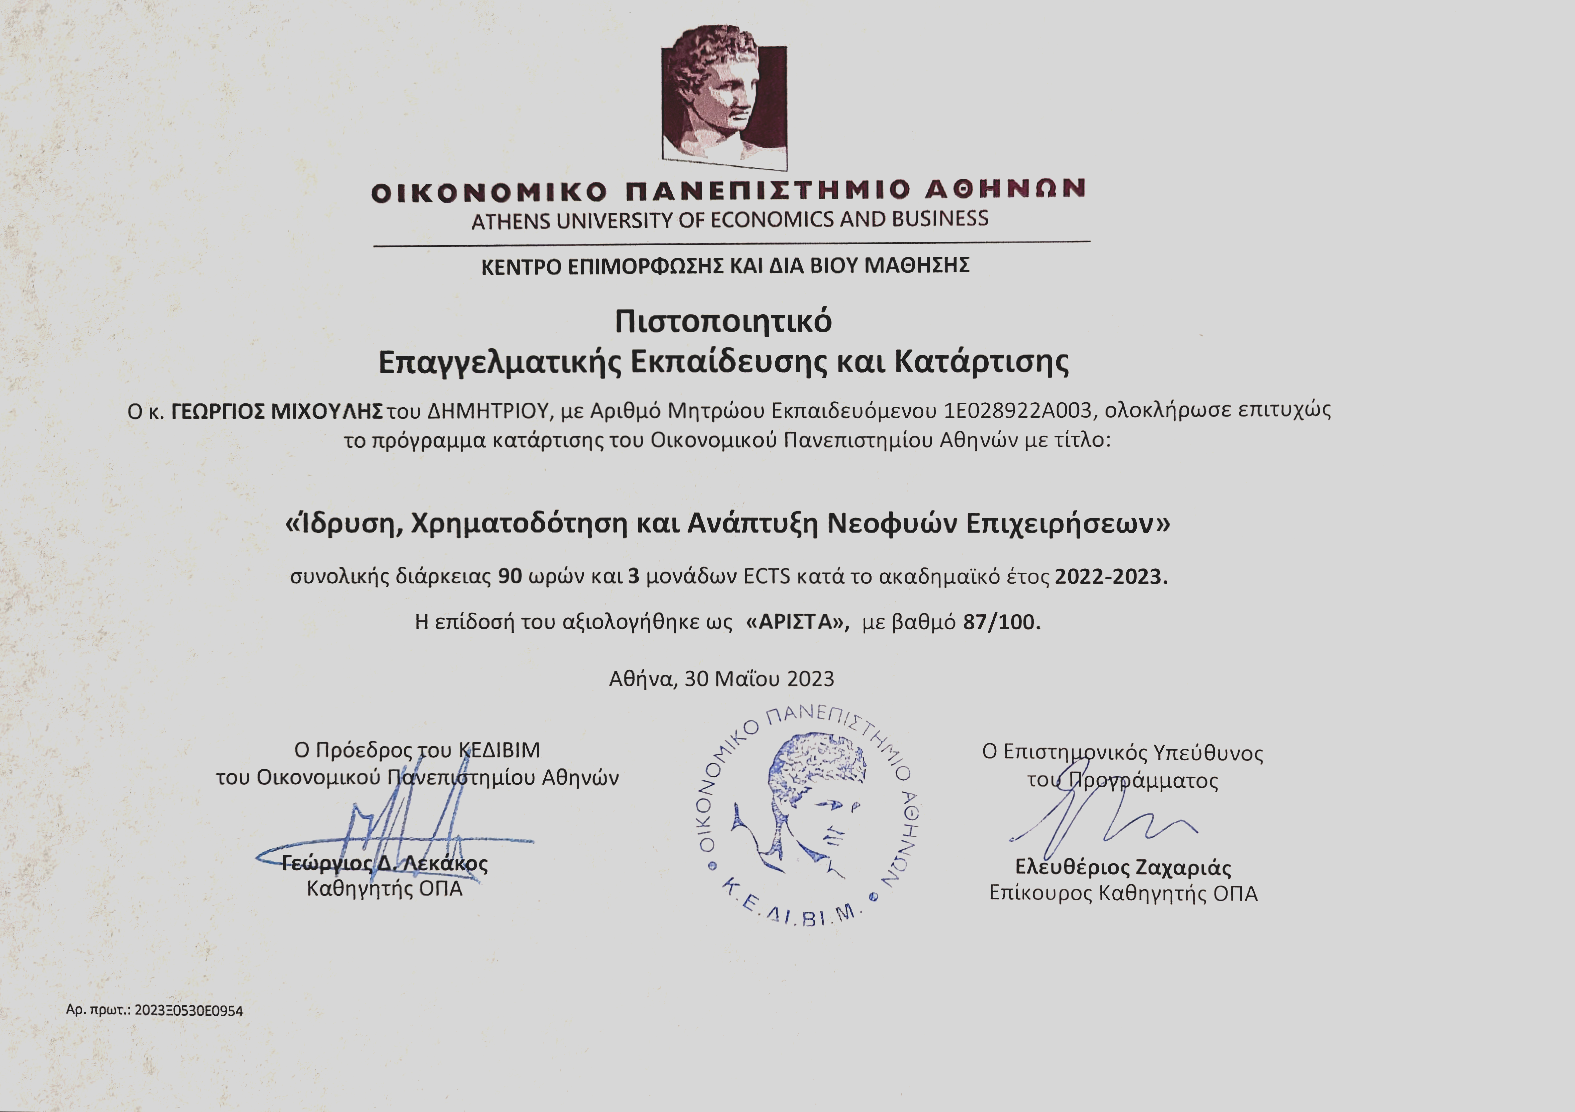 ΟΙΚΟΝΟΜΙΚΟ ΠΑΝΕΠΙΣΤΗΜΙΟ ΑΘΗΝΩΝ
ATHENS UNIVERSITY OF ECONOMICS AND BUSINESS
ΚΕΝΤΡΟ ΕΠΙΜΟΡΦΩΣΗΣ ΚΑΙ ΔΙΑ ΒΙΟΥ ΜΑΘΗΣΗΣ
Πιστοποιητικό
Επαγγελματικής Εκπαίδευσης και Κατάρτισης
Ο κ. ΓΕΩΡΓΙΟΣ ΜΙΧΟΥΛΗΣ του ΔΗΜΗΤΡΙΟΥ, με Αριθμό Μητρώου Εκπαιδευόμενου 1Ε028922Α003, ολοκλήρωσε επιτυχώς
το πρόγραμμα κατάρτισης του Οικονομικού Πανεπιστημίου Αθηνών με τίτλο:
«Ίδρυση, Χρηματοδότηση και Ανάπτυξη Νεοφυών Επιχειρήσεων»
συνολικής διάρκειας 90 ωρών και 3 μονάδων ECTS κατά το ακαδημαϊκό έτος 2022-2023.
Η επίδοσή του αξιολογήθηκε ως «ΑΡΙΣΤΑ», με βαθμό 87/100.
Αθήνα, 30 Μαΐου 2023
Ο Πρόεδρος του ΚΕΔΙΒΙΜ
του Οικονομικού Πανεπιστημίου Αθηνών
Γεώργιος Δ. Λεκάκος
Καθηγητής ΟΠΑ
ΟΙΚΟΝΟΜΙΚΟ ΠΑΝΕΠΙΣΤΗΜΙΟ ΑΘΗΝΩΝ
Κ.Ε.ΔΙ.ΒΙ.Μ.
Ο Επιστημονικός Υπεύθυνος
του Προγράμματος
Ελευθέριος Ζαχαριάς
Επίκουρος Καθηγητής ΟΠΑ
Αρ. πρωτ.: 2023Ξ0530Ε0954